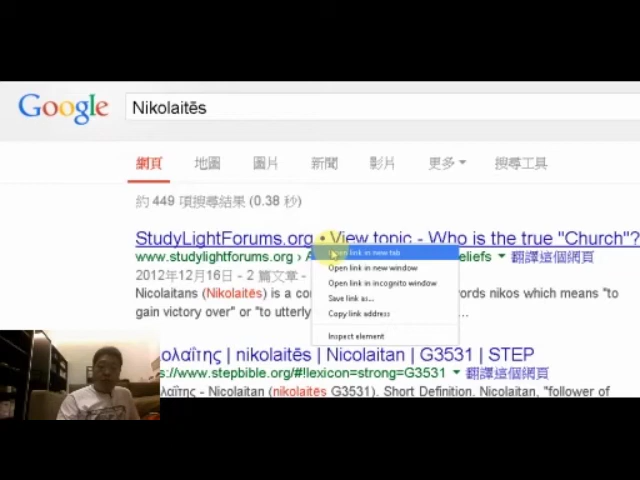 Google Nikolaitēs
網頁 地圖 圖片 新聞 影片 更多 搜尋工具
約 449 項搜尋結果 (0.38 秒)
StudyLightForums.org • View topic - Who is the true "Church"?
www.studylightforums.org › A eliefs 翻譯這個網頁
2012年12月16日 - 2 篇文章 -
Nicolaitans (Nikolaitēs) is a co rds nikos which means "to
gain victory over" or "to utterly
Open link in new tab
Open link in new window
Open link in incognito window
Save link as...
Copy link address
Inspect element
ολαΐτης | nikolaitēs | Nicolaitan | G3531 | STEP
s://www.stepbible.org/#!lexicon=strong=G3531 翻譯這個網頁
αΐτης - Nicolaitan (nikolaitēs G3531). Short Definition. Nicolaitan, "follower of